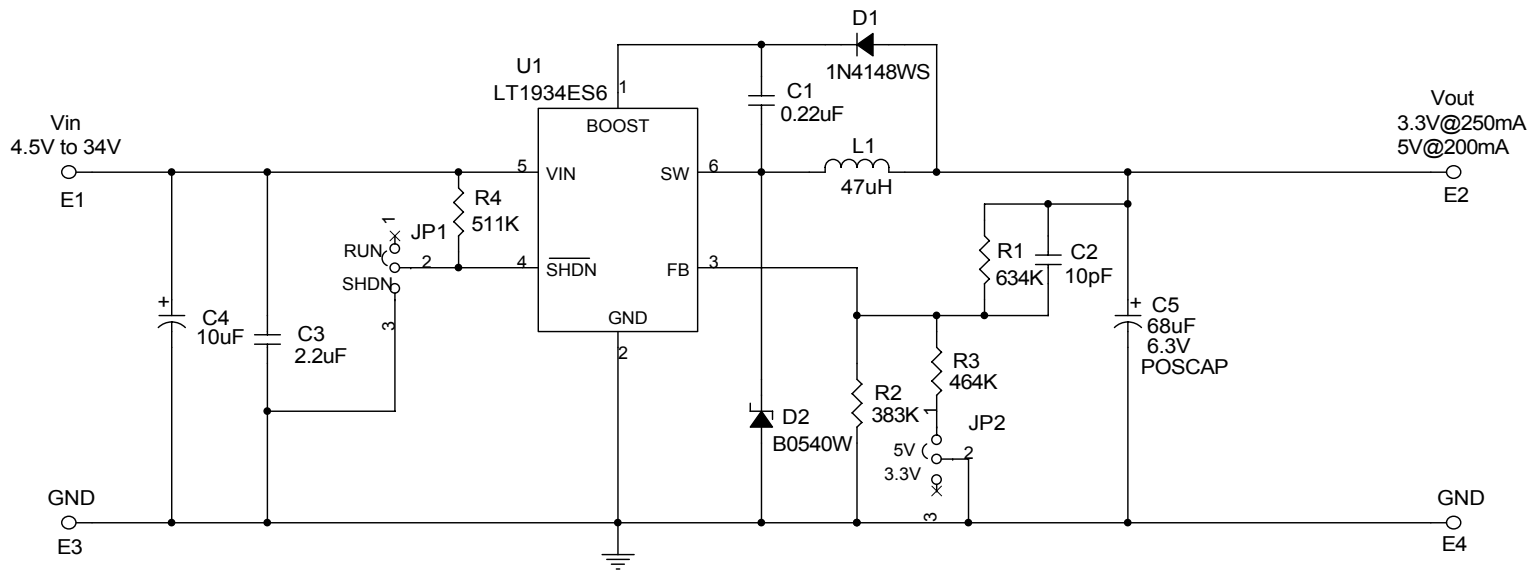 D1
1N4148WS
U1
LT1934ES6
1
BOOST
C1
0.22uF
Vin
4.5V to 34V
E1
Vout
3.3V@250mA
5V@200mA
E2
5
VIN
SW
6
L1
47uH
R4
511K
1
JP1
RUN
2
SHDN
3
4
SHDN
FB
3
GND
2
R1
634K
C2
10pF
+
C4
10uF
C3
2.2uF
+
C5
68uF
6.3V
POSCAP
R3
464K
R2
383K
D2
B0540W
1
JP2
5V
2
3.3V
3
GND
E3
GND
E4